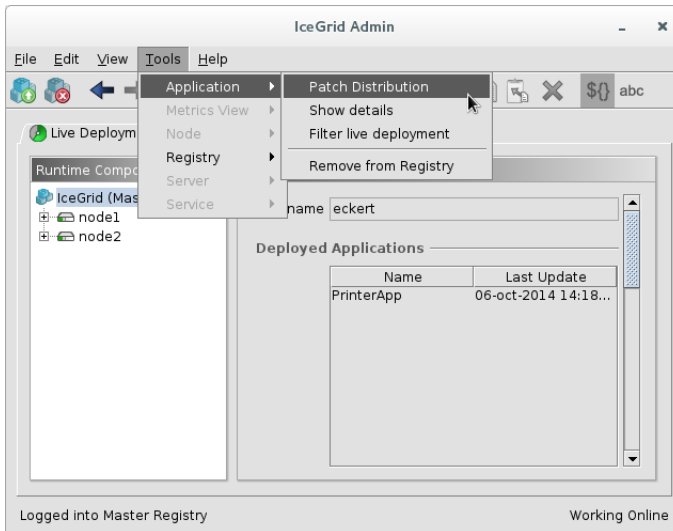 IceGrid Admin
File Edit View Tools Help
${} abc
Application
Metrics View
Node
Registry
Server
Service
Patch Distribution
Show details
Filter live deployment
Remove from Registry
Live Deploym
Runtime Compo
IceGrid (Mas
node1
node2
name eckert
Deployed Applications
Name Last Update
PrinterApp 06-oct-2014 14:18...
Logged into Master Registry Working Online